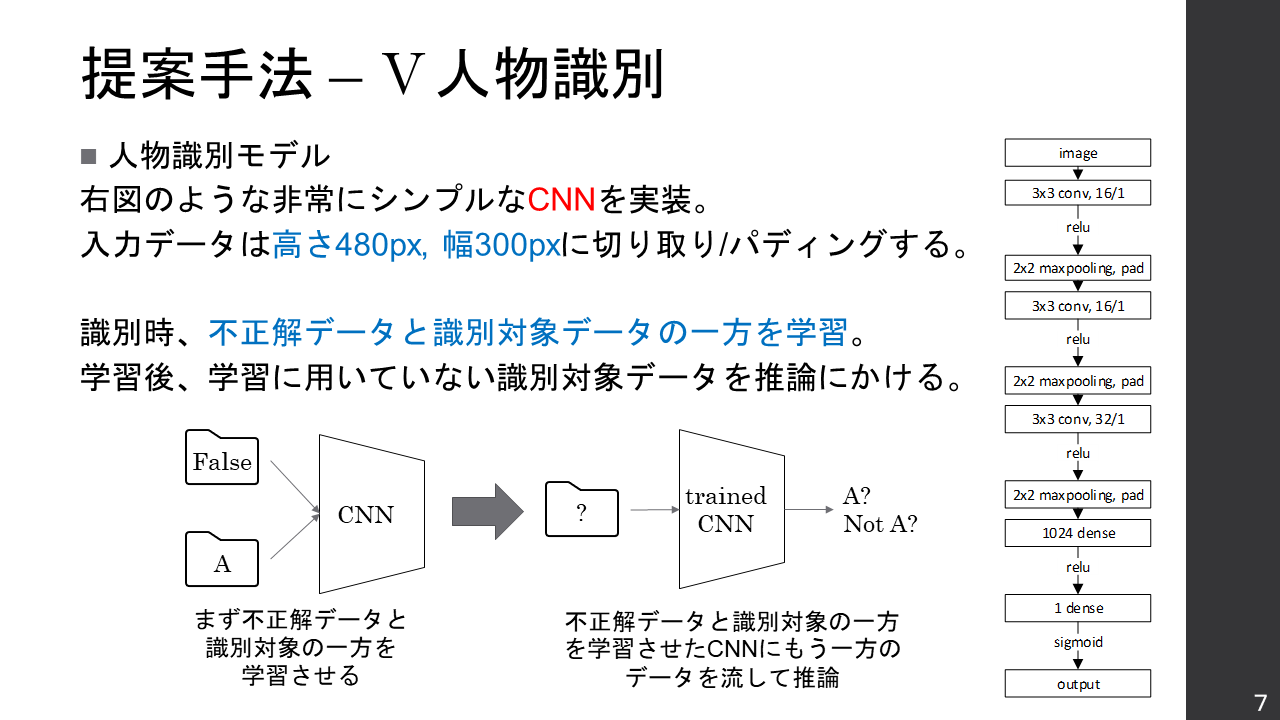 提案手法 – V 人物識別
■ 人物識別モデル
右図のような非常にシンプルなCNNを実装。
入力データは高さ480px, 幅300pxに切り取り/パディングする。
識別時、不正解データと識別対象データの一方を学習。
学習後、学習に用いていない識別対象データを推論にかける。
False
A
CNN
まず不正解データと
識別対象の一方を
学習させる
?
trained
CNN
A?
Not A?
不正解データと識別対象の一方
を学習させたCNNにもう一方の
データを流して推論
image
3x3 conv, 16/1
relu
2x2 maxpooling, pad
3x3 conv, 16/1
relu
2x2 maxpooling, pad
3x3 conv, 32/1
relu
2x2 maxpooling, pad
1024 dense
relu
1 dense
sigmoid
output
7